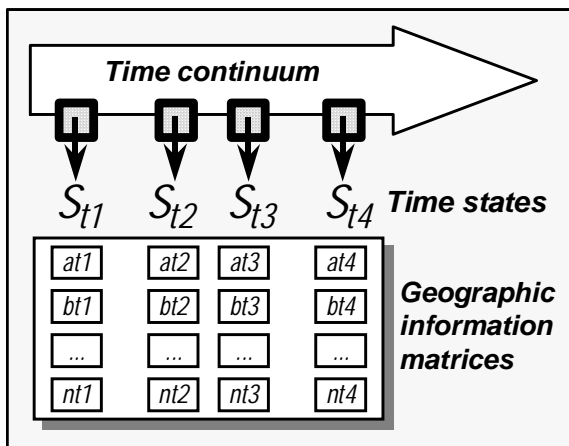 Time continuum
St1 St2 St3 St4 Time states
at1 at2 at3 at4
bt1 bt2 bt3 bt4
... ... ... ...
nt1 nt2 nt3 nt4
Geographic
information
matrices